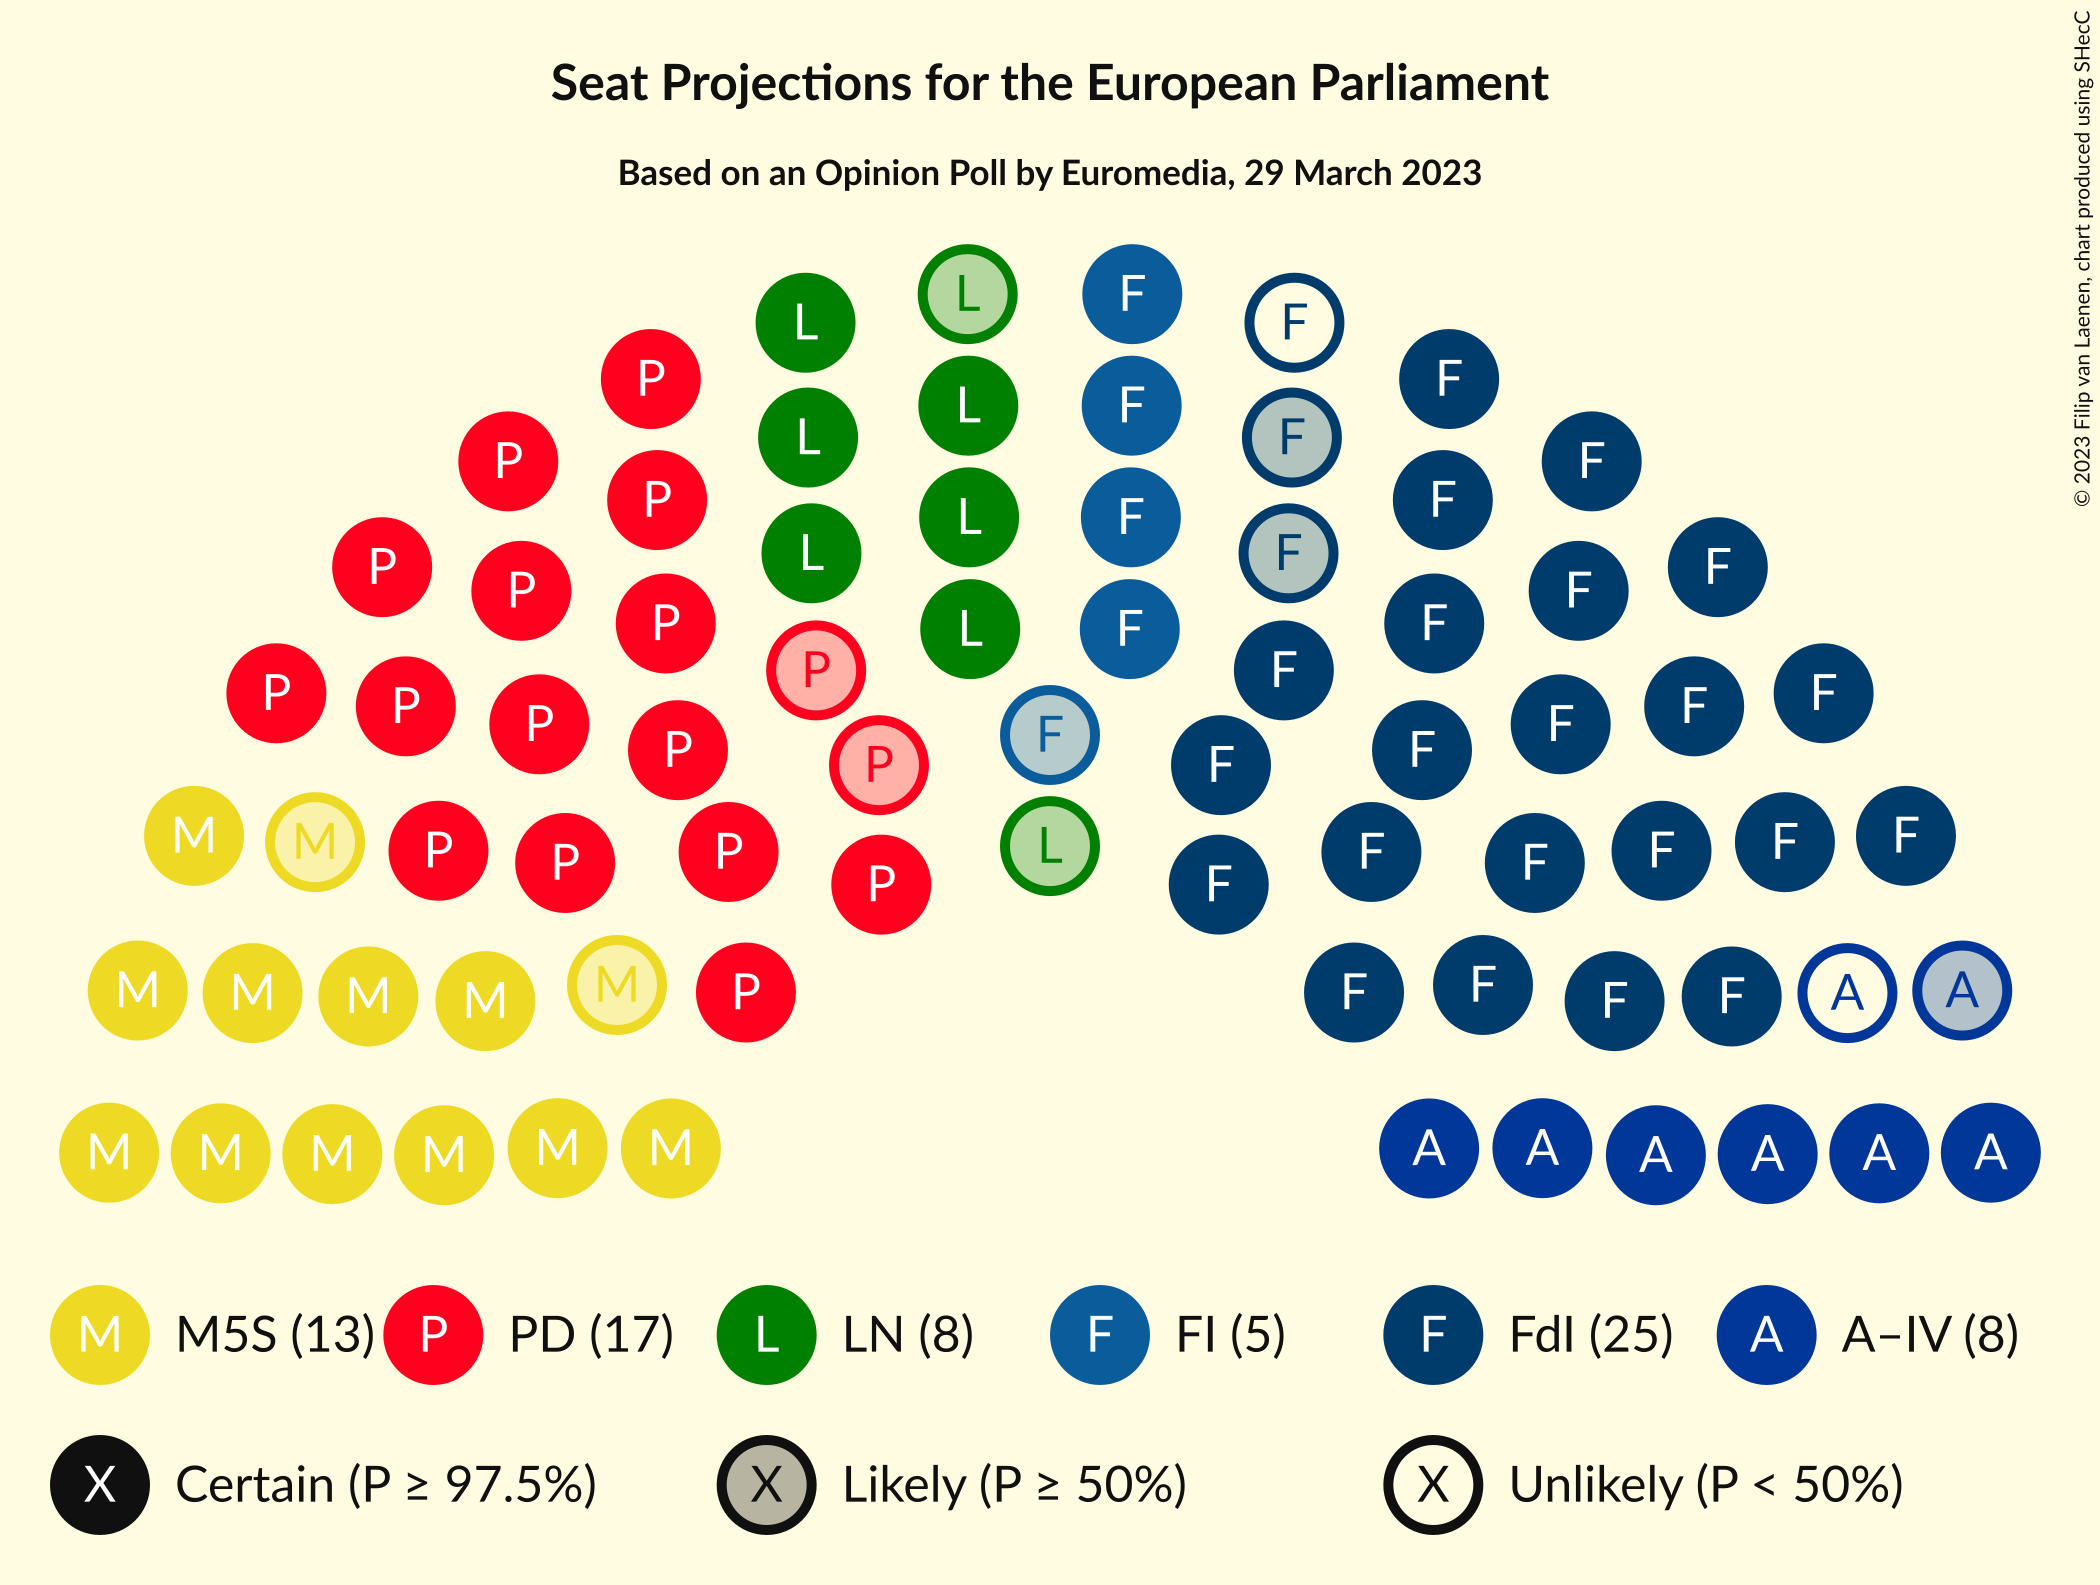 Seat Projections for the European Parliament
Based on an Opinion Poll by Euromedia, 29 March 2023
© 2023 Filip van Laenen, chart produced using SHecC
L F
L F
P F
L F
L F
P F
P F
L F
P F
L F
L F
P F
P F
P F
L F
P F
P F
L F
P F
P F
P P F F
P P F F
F
P F
M M P P P L F F F F F F
M M M M M P F F F F A A
M M M M M M A A A A A A
M M5S (13) P PD (17) L LN (8) F FI (5) F FdI (25) A A–IV (8)
X Certain (P ≥ 97.5%) X Likely (P ≥ 50%) X Unlikely (P < 50%)